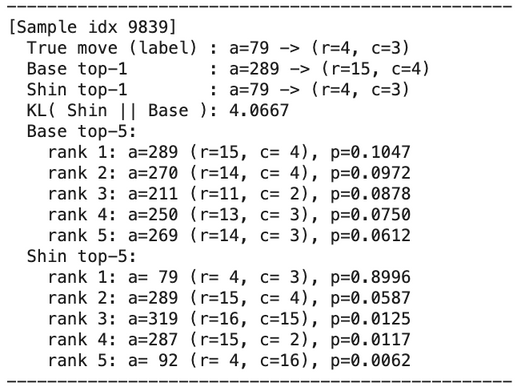 [Sample idx 9839]
True move (label) : a=79 -> (r=4, c=3)
Base top-1 : a=289 -> (r=15, c=4)
Shin top-1 : a=79 -> (r=4, c=3)
KL( Shin || Base ): 4.0667
Base top-5:
rank 1: a=289 (r=15, c= 4), p=0.1047
rank 2: a=270 (r=14, c= 4), p=0.0972
rank 3: a=211 (r=11, c= 2), p=0.0878
rank 4: a=250 (r=13, c= 3), p=0.0750
rank 5: a=269 (r=14, c= 3), p=0.0612
Shin top-5:
rank 1: a= 79 (r= 4, c= 3), p=0.8996
rank 2: a=289 (r=15, c= 4), p=0.0587
rank 3: a=319 (r=16, c=15), p=0.0125
rank 4: a=287 (r=15, c= 2), p=0.0117
rank 5: a= 92 (r= 4, c=16), p=0.0062